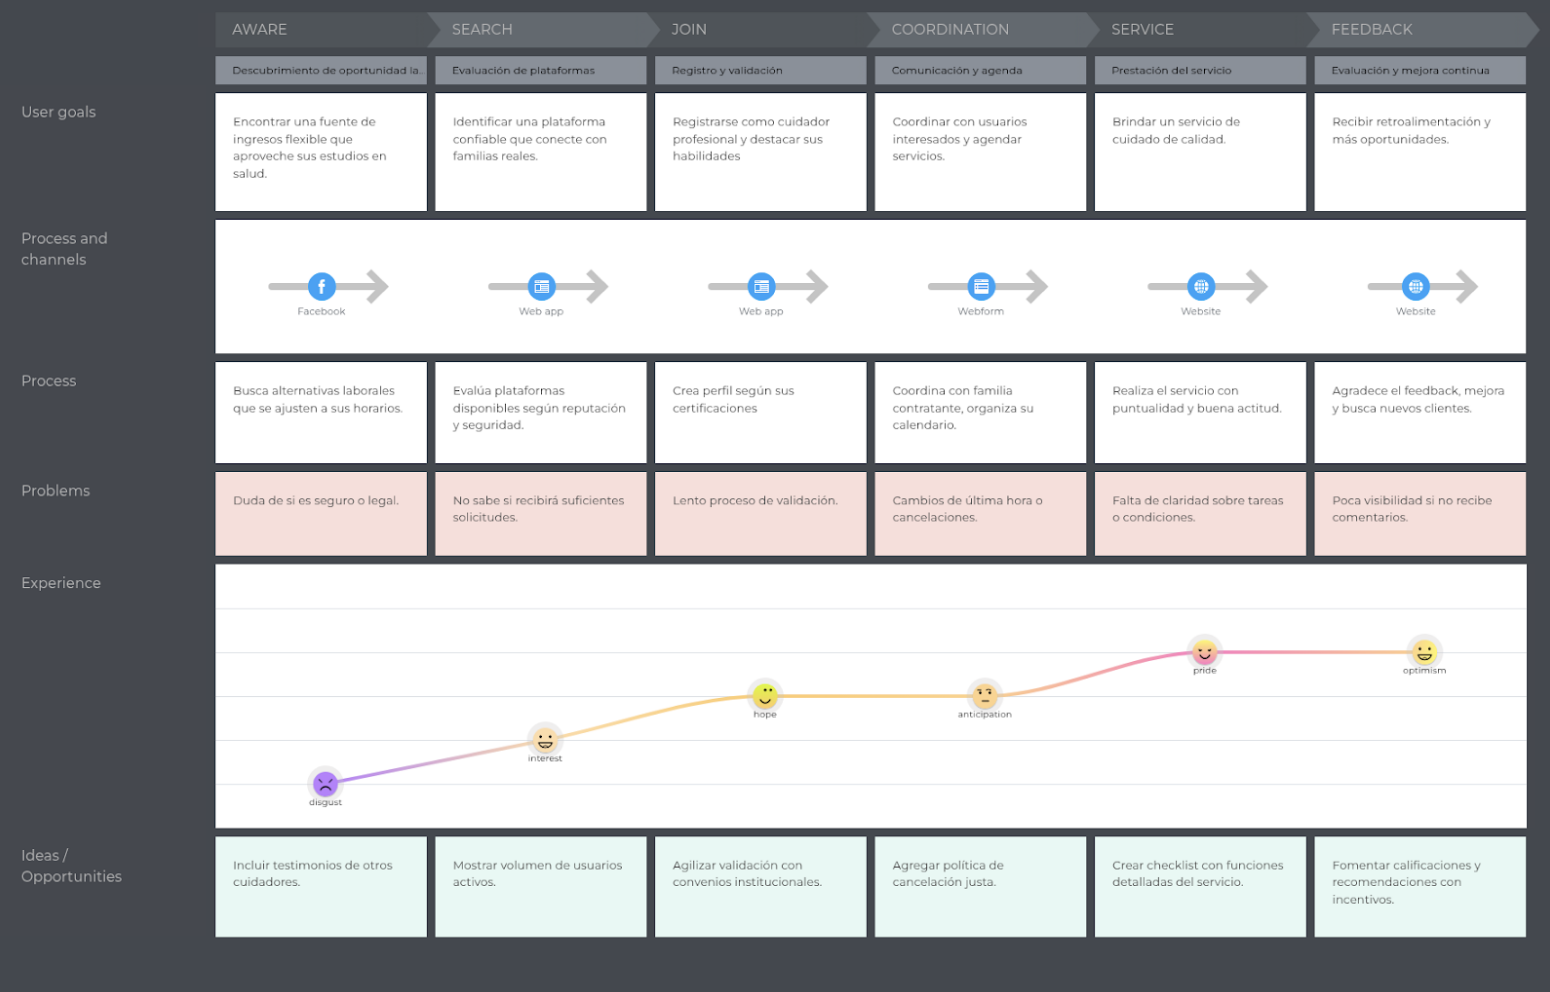 AWARE
SEARCH
JOIN
COORDINATION
SERVICE
FEEDBACK
Descubrimiento de oportunidad la..
Evaluación de plataformas
Registro y validación
Comunicación y agenda
Prestación del servicio
Evaluación y mejora continua
User goals
Encontrar una fuente de
ingresos flexible que
aproveche sus estudios en
salud.
Identificar una plataforma
confiable que conecte con
familias reales.
Registrarse como cuidador
profesional y destacar sus
habilidades
Coordinar con usuarios
interesados y agendar
servicios.
Brindar un servicio de
cuidado de calidad.
Recibir retroalimentación y
más oportunidades.
Process and
channels
Facebook
Web app
Web app
Webform
Website
Website
Process
Busca alternativas laborales
que se ajusten a sus horarios.
Evalúa plataformas
disponibles según reputación
y seguridad.
Crea perfil según sus
certificaciones
Coordina con familia
contratante, organiza su
calendario.
Realiza el servicio con
puntualidad y buena actitud.
Agradece el feedback, mejora
y busca nuevos clientes.
Problems
Duda de si es seguro o legal.
No sabe si recibirá suficientes
solicitudes.
Lento proceso de validación.
Cambios de última hora o
cancelaciones.
Falta de claridad sobre tareas
o condiciones.
Poca visibilidad si no recibe
comentarios.
Experience
disgust
interest
hope
anticipation
pride
optimism
Ideas /
Opportunities
Incluir testimonios de otros
cuidadores.
Mostrar volumen de usuarios
activos.
Agilizar validación con
convenios institucionales.
Agregar política de
cancelación justa.
Crear checklist con funciones
detalladas del servicio.
Fomentar calificaciones y
recomendaciones con
incentivos.